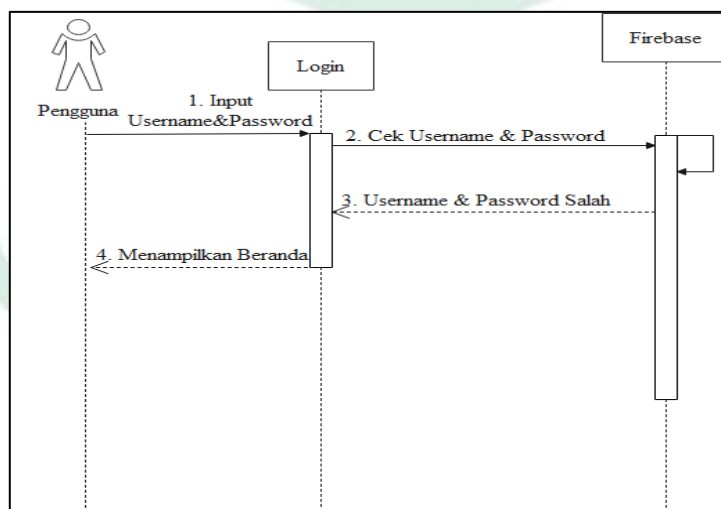 Firebase
Login
Pengguna
1. Input
Username&Password
2. Cek Username & Password
3. Username & Password Salah
4. Menampilkan Beranda